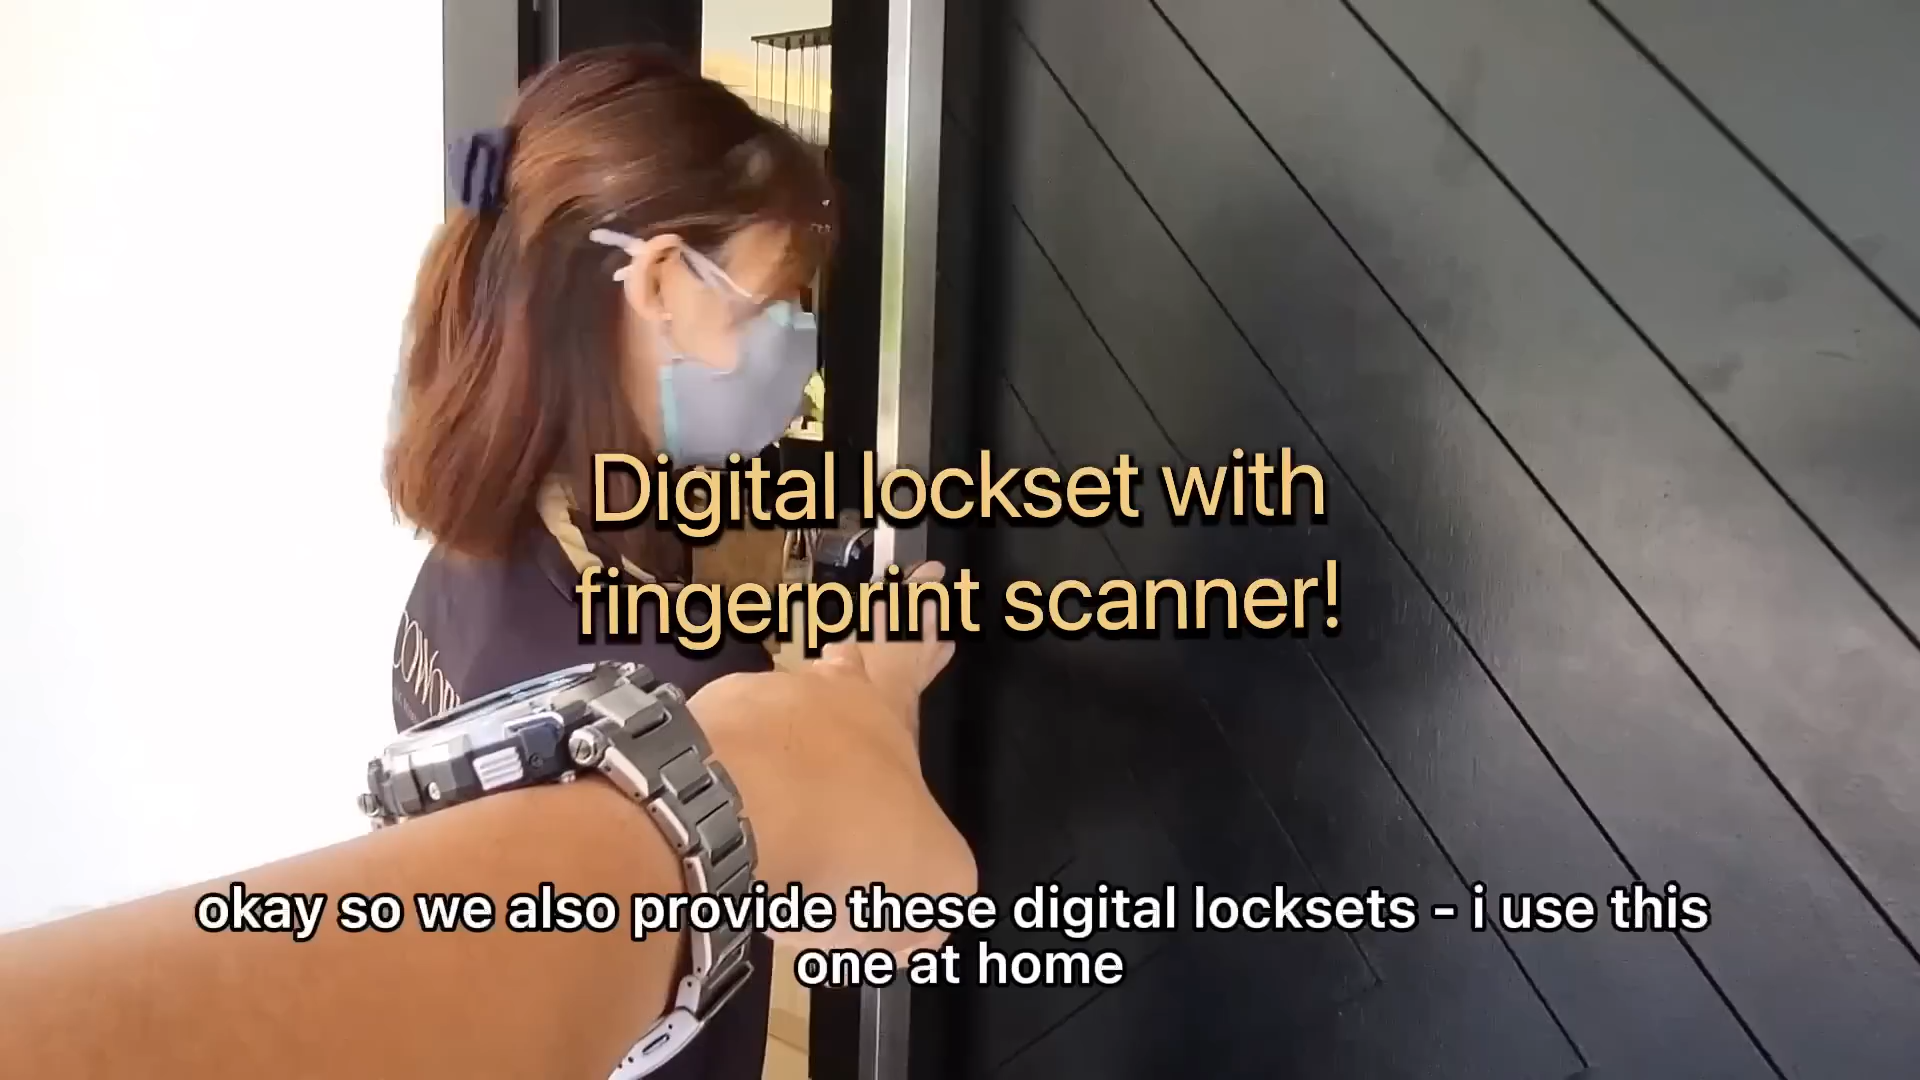 Digital lockset with
fingerprint scanner!
okay so we also provide these digital locksets - i use this
one at home